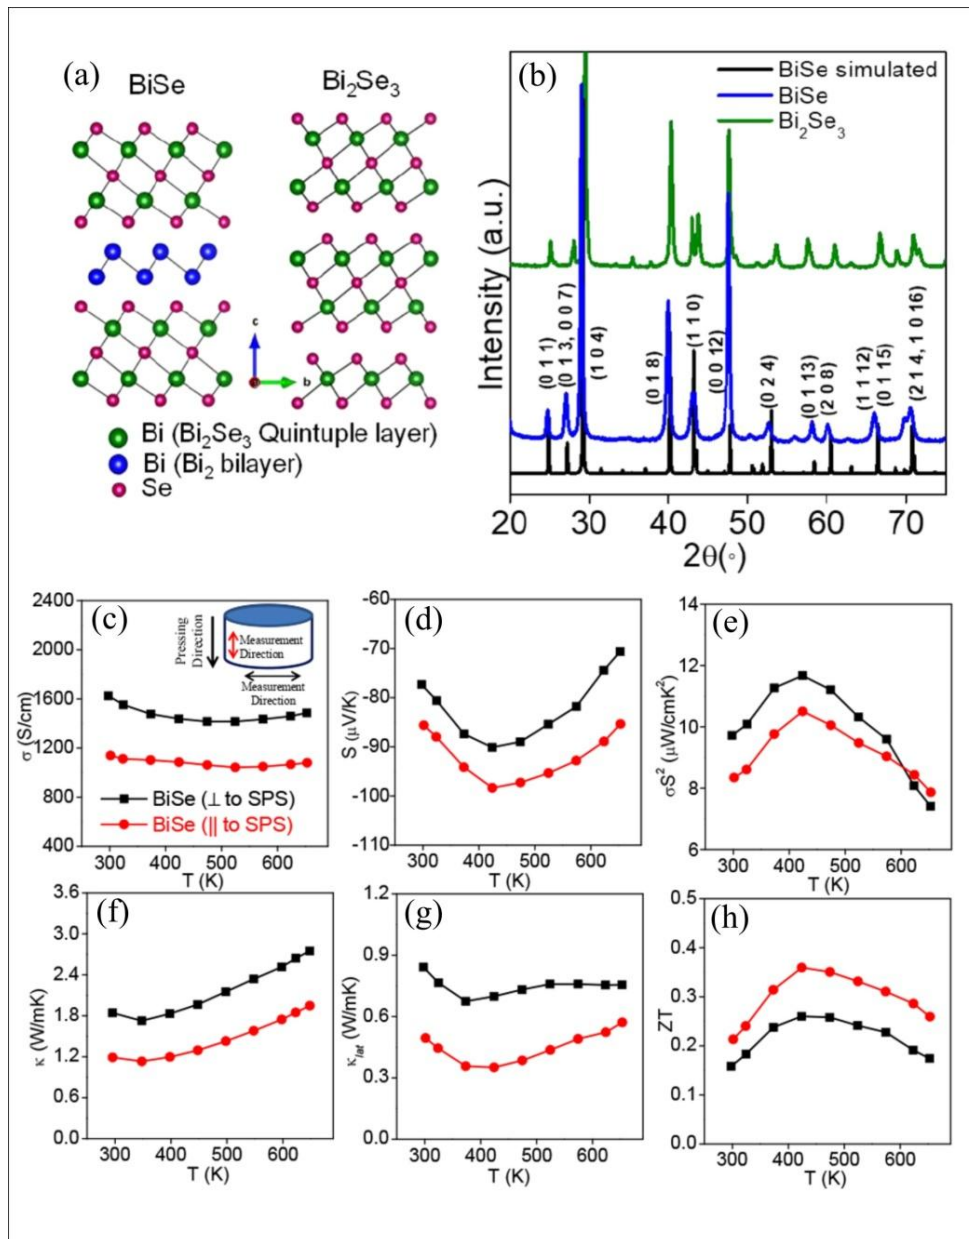 (a)
BiSe
Bi₂Se₃
c
b
Bi (Bi₂Se₃ Quintuple layer)
Bi (Bi₂ bilayer)
Se
(b)
BiSe simulated
BiSe
Bi₂Se₃
Intensity (a.u.)
(0 1 1)
(0 1 3, 0 0 7)
(1 0 4)
(0 1 8)
(1 1 0)
(0 0 12)
(0 2 4)
(0 1 13)
(2 0 8)
(1 1 12)
(0 1 15)
(2 1 4, 1 0 16)
20 30 40 50 60 70
2θ(◦)
(c)
Pressing
Direction
Measurement
Direction
Measurement
Direction
2400
2000
1600
1200
800
400
σ (S/cm)
BiSe (⊥ to SPS)
BiSe (|| to SPS)
300 400 500 600
T (K)
(d)
-60
-70
-80
-90
-100
-110
S (μV/K)
300 400 500 600
T (K)
(e)
14
12
10
8
6
σS² (μW/cmK²)
300 400 500 600
T (K)
(f)
3.6
3.0
2.4
1.8
1.2
0.6
0.0
κ (W/mK)
300 400 500 600
T (K)
(g)
1.2
0.9
0.6
0.3
0.0
κlat (W/mK)
300 400 500 600
T (K)
(h)
0.5
0.4
0.3
0.2
0.1
0.0
ZT
300 400 500 600
T (K)